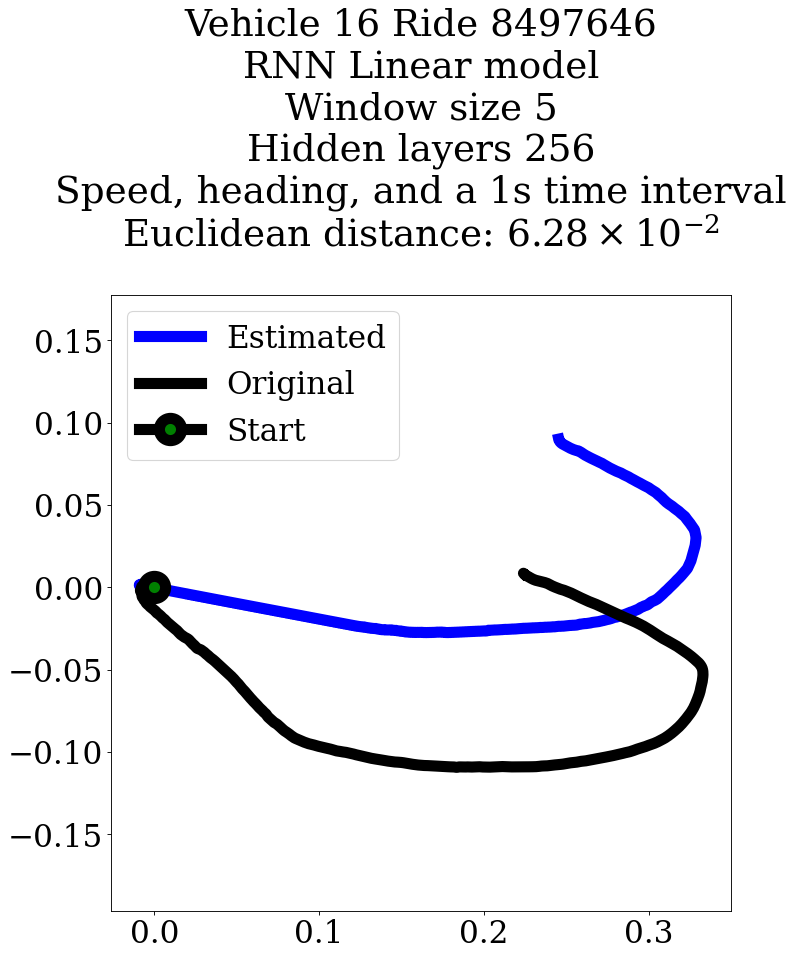 Vehicle 16 Ride 8497646
RNN Linear model
Window size 5
Hidden layers 256
Speed, heading, and a 1s time interval
Euclidean distance: 6.28 × 10⁻²
Estimated
Original
Start
0.15
0.10
0.05
0.00
−0.05
−0.10
−0.15
0.0 0.1 0.2 0.3